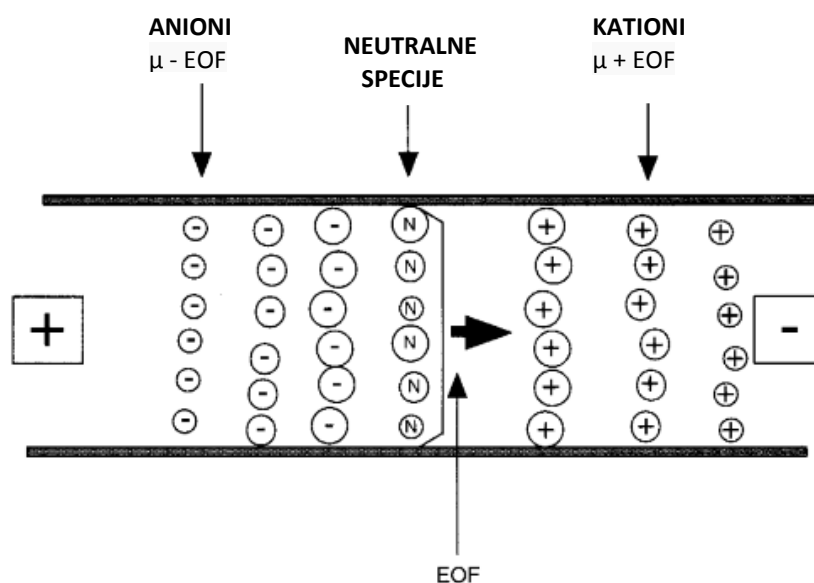 ANIONI
μ - EOF
NEUTRALNE
SPECIJE
KATIONI
μ + EOF
- - - N + + +
- - - N + + +
- - - N + + +
+ - - - N + + + -
- - - N + + +
- - - N + + +
EOF